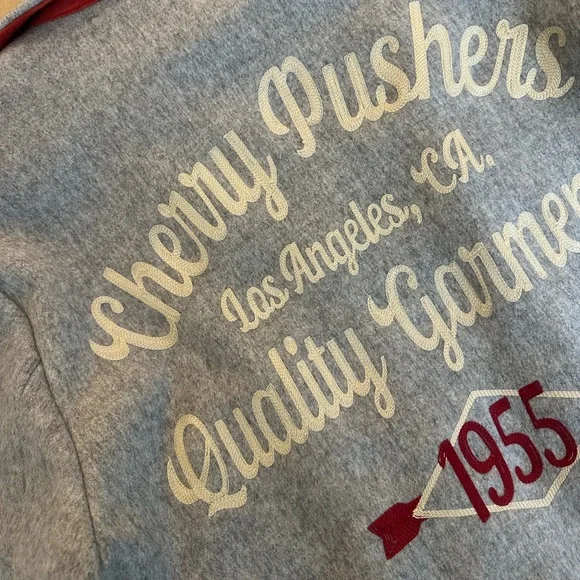 Cherry Pushers
Los Angeles, CA.
Quality Garmen
1955